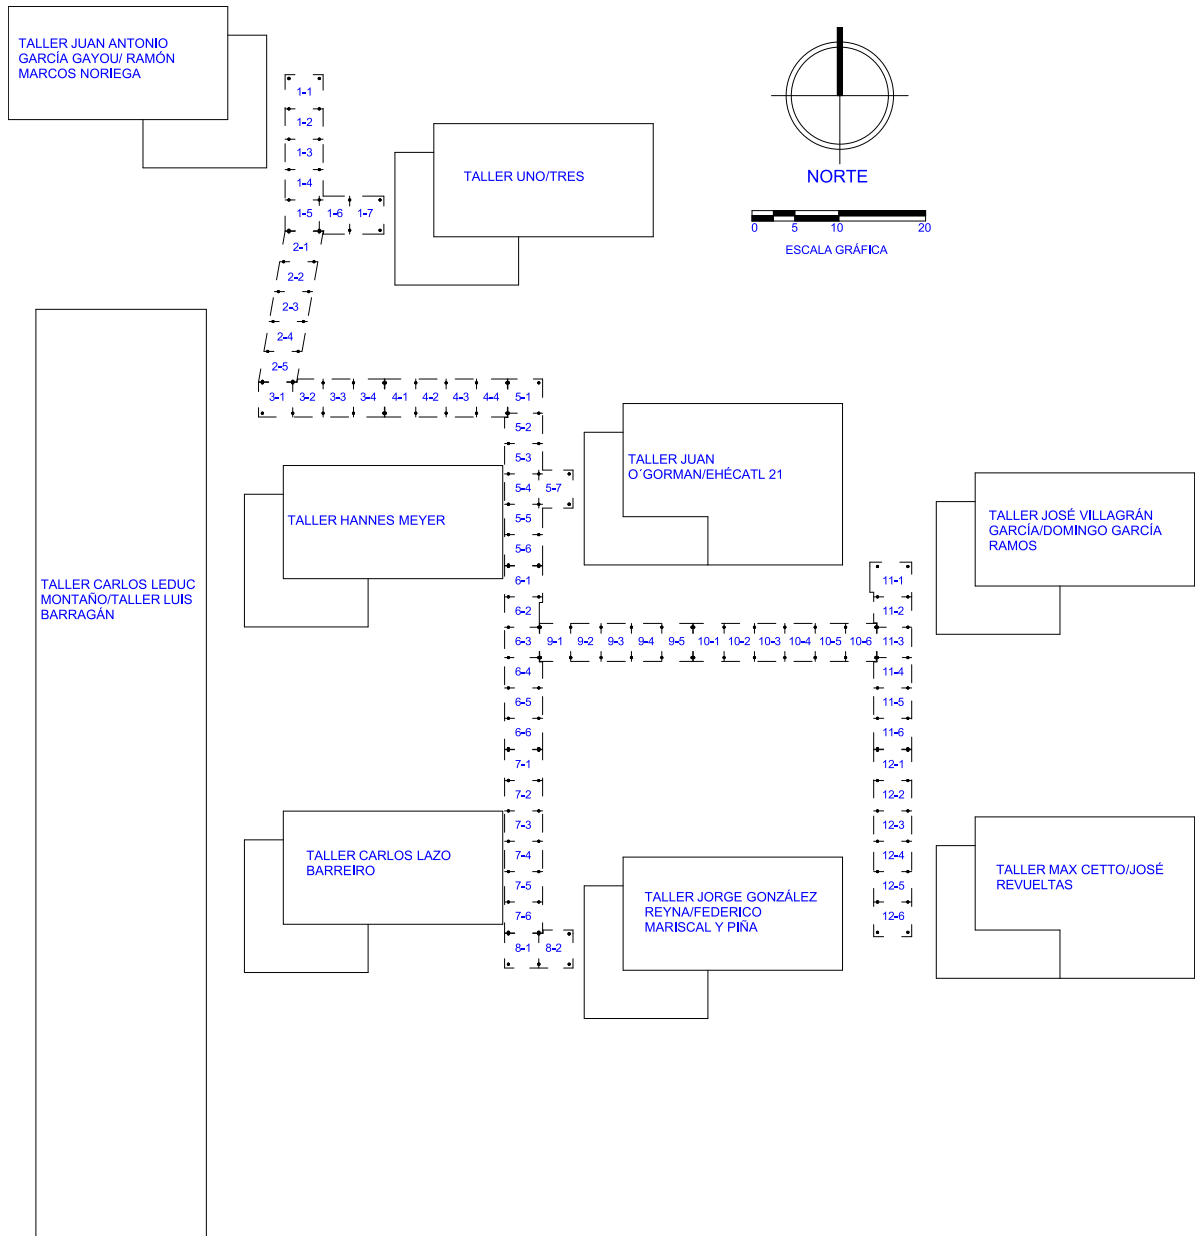 TALLER JUAN ANTONIO
GARCÍA GAYOU/ RAMÓN
MARCOS NORIEGA
1-1
1-2
1-3
1-4
1-5 1-6 1-7
TALLER UNO/TRES
NORTE
0 5 10 20
ESCALA GRÁFICA
2-1
2-2
2-3
2-4
2-5
3-1 3-2 3-3 3-4 4-1 4-2 4-3 4-4 5-1
5-2
5-3
5-4 5-7
5-5
5-6
TALLER JUAN
O´GORMAN/EHÉCATL 21
TALLER HANNES MEYER
TALLER JOSÉ VILLAGRÁN
GARCÍA/DOMINGO GARCÍA
RAMOS
TALLER CARLOS LEDUC
MONTAÑO/TALLER LUIS
BARRAGÁN
6-1
6-2
6-3 9-1 9-2 9-3 9-4 9-5 10-1 10-2 10-3 10-4 10-5 10-6
6-4
6-5
6-6
11-1
11-2
11-3
11-4
11-5
11-6
7-1
7-2
7-3
7-4
7-5
7-6
8-1 8-2
12-1
12-2
12-3
12-4
12-5
12-6
TALLER CARLOS LAZO
BARREIRO
TALLER JORGE GONZÁLEZ
REYNA/FEDERICO
MARISCAL Y PIÑA
TALLER MAX CETTO/JOSÉ
REVUELTAS